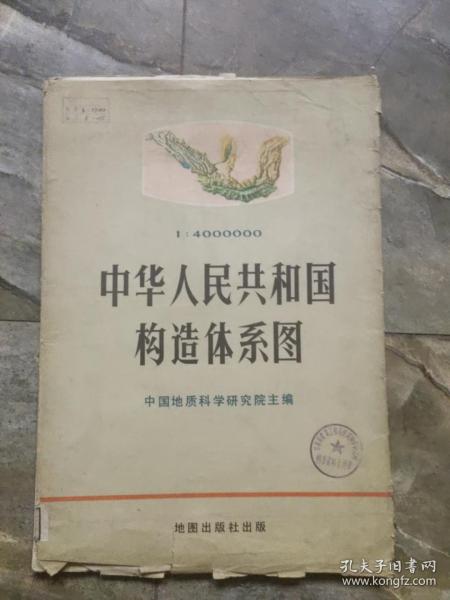 1:4000000
中华人民共和国
构造体系图
中国地质科学研究院主编
地图出版社出版
孔夫子旧书网
www.kongfz.com